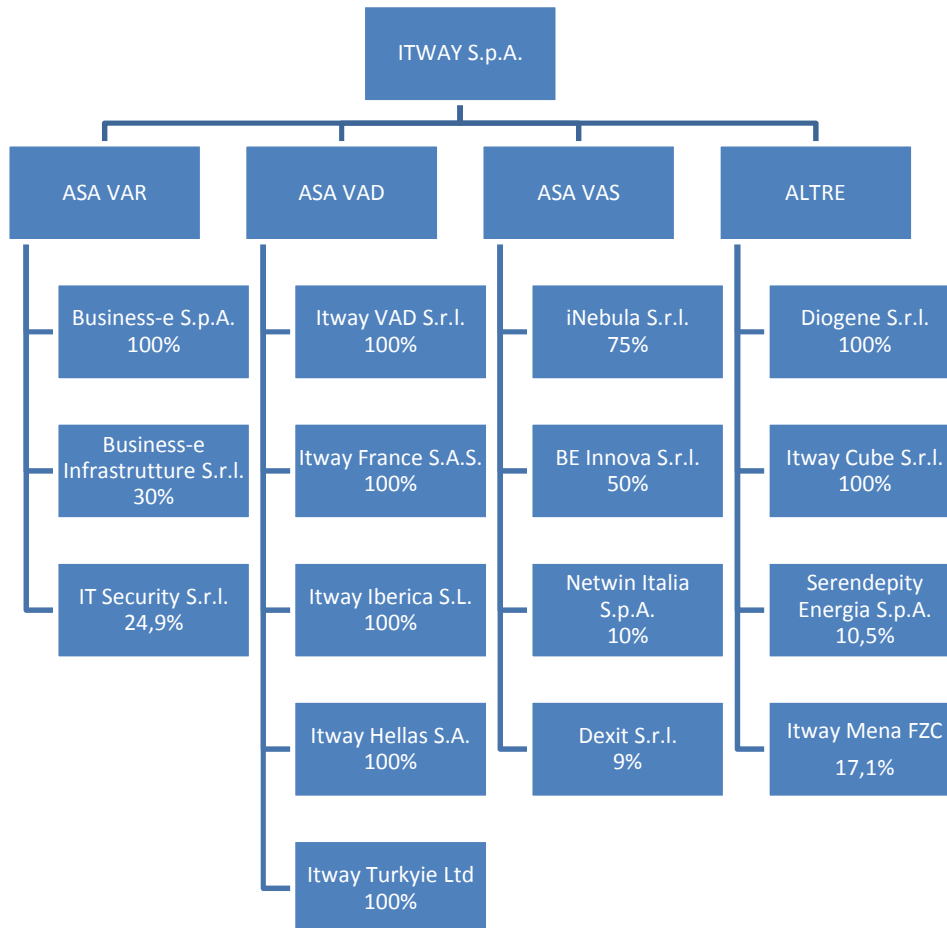 ITWAY S.p.A.
ASA VAR
ASA VAD
ASA VAS
ALTRE
Business-e S.p.A.
100%
Itway VAD S.r.l.
100%
iNebula S.r.l.
75%
Diogene S.r.l.
100%
Business-e
Infrastrutture S.r.l.
30%
Itway France S.A.S.
100%
BE Innova S.r.l.
50%
Itway Cube S.r.l.
100%
IT Security S.r.l.
24,9%
Itway Iberica S.L.
100%
Netwin Italia
S.p.A.
10%
Serendepity
Energia S.p.A.
10,5%
Itway Hellas S.A.
100%
Dexit S.r.l.
9%
Itway Mena FZC
17,1%
Itway Turkyie Ltd
100%